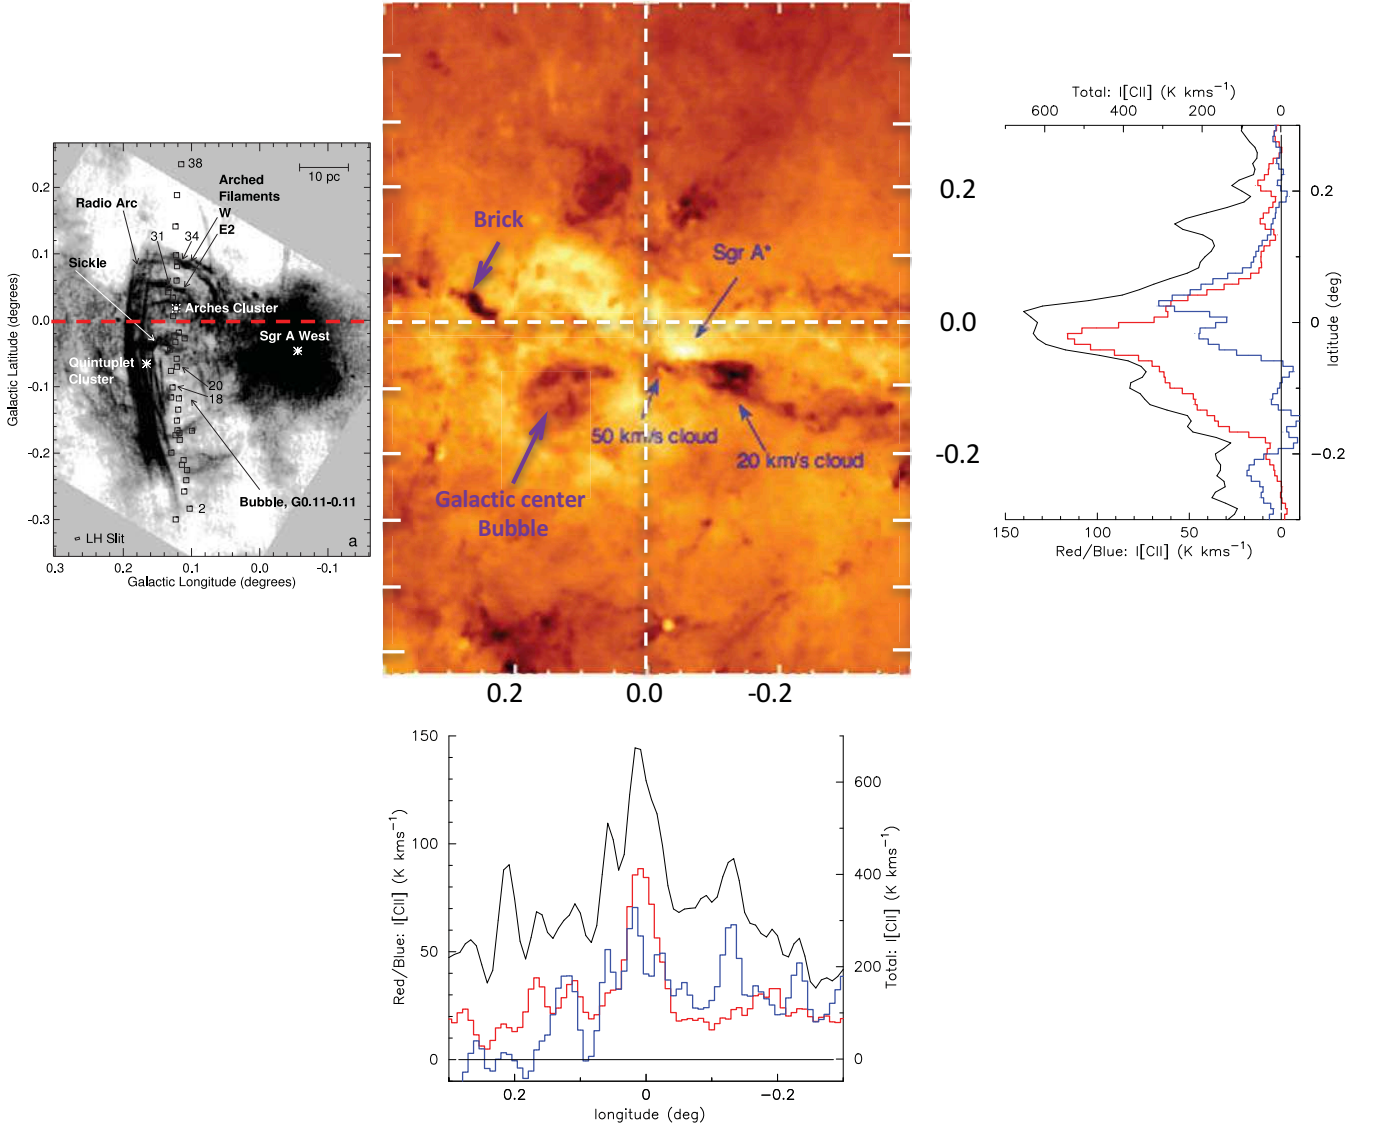 Total: I[CII] (K kms⁻¹)
600 400 200 0
0.2
0 latitude (deg)
−0.2
150 100 50 0
Red/Blue: I[CII] (K kms⁻¹)
38
10 pc
Arched
Filaments
W
E2
Radio Arc
31
34
Sickle
Arches Cluster
Sgr A West
Quintuplet
Cluster
20
18
Bubble, G0.11-0.11
2
LH Slit
a
Galactic Latitude (degrees)
0.2
0.1
0.0
-0.1
-0.2
-0.3
0.3 0.2 0.1 0.0 -0.1
Galactic Longitude (degrees)
Brick
Sgr A*
50 km/s cloud
20 km/s cloud
Galactic center
Bubble
0.2
0.0
-0.2
0.2 0.0 -0.2
Red/Blue: I[CII] (K kms⁻¹)
150
100
50
0
Total: I[CII] (K kms⁻¹)
600
400
200
0
0.2 0 −0.2
longitude (deg)